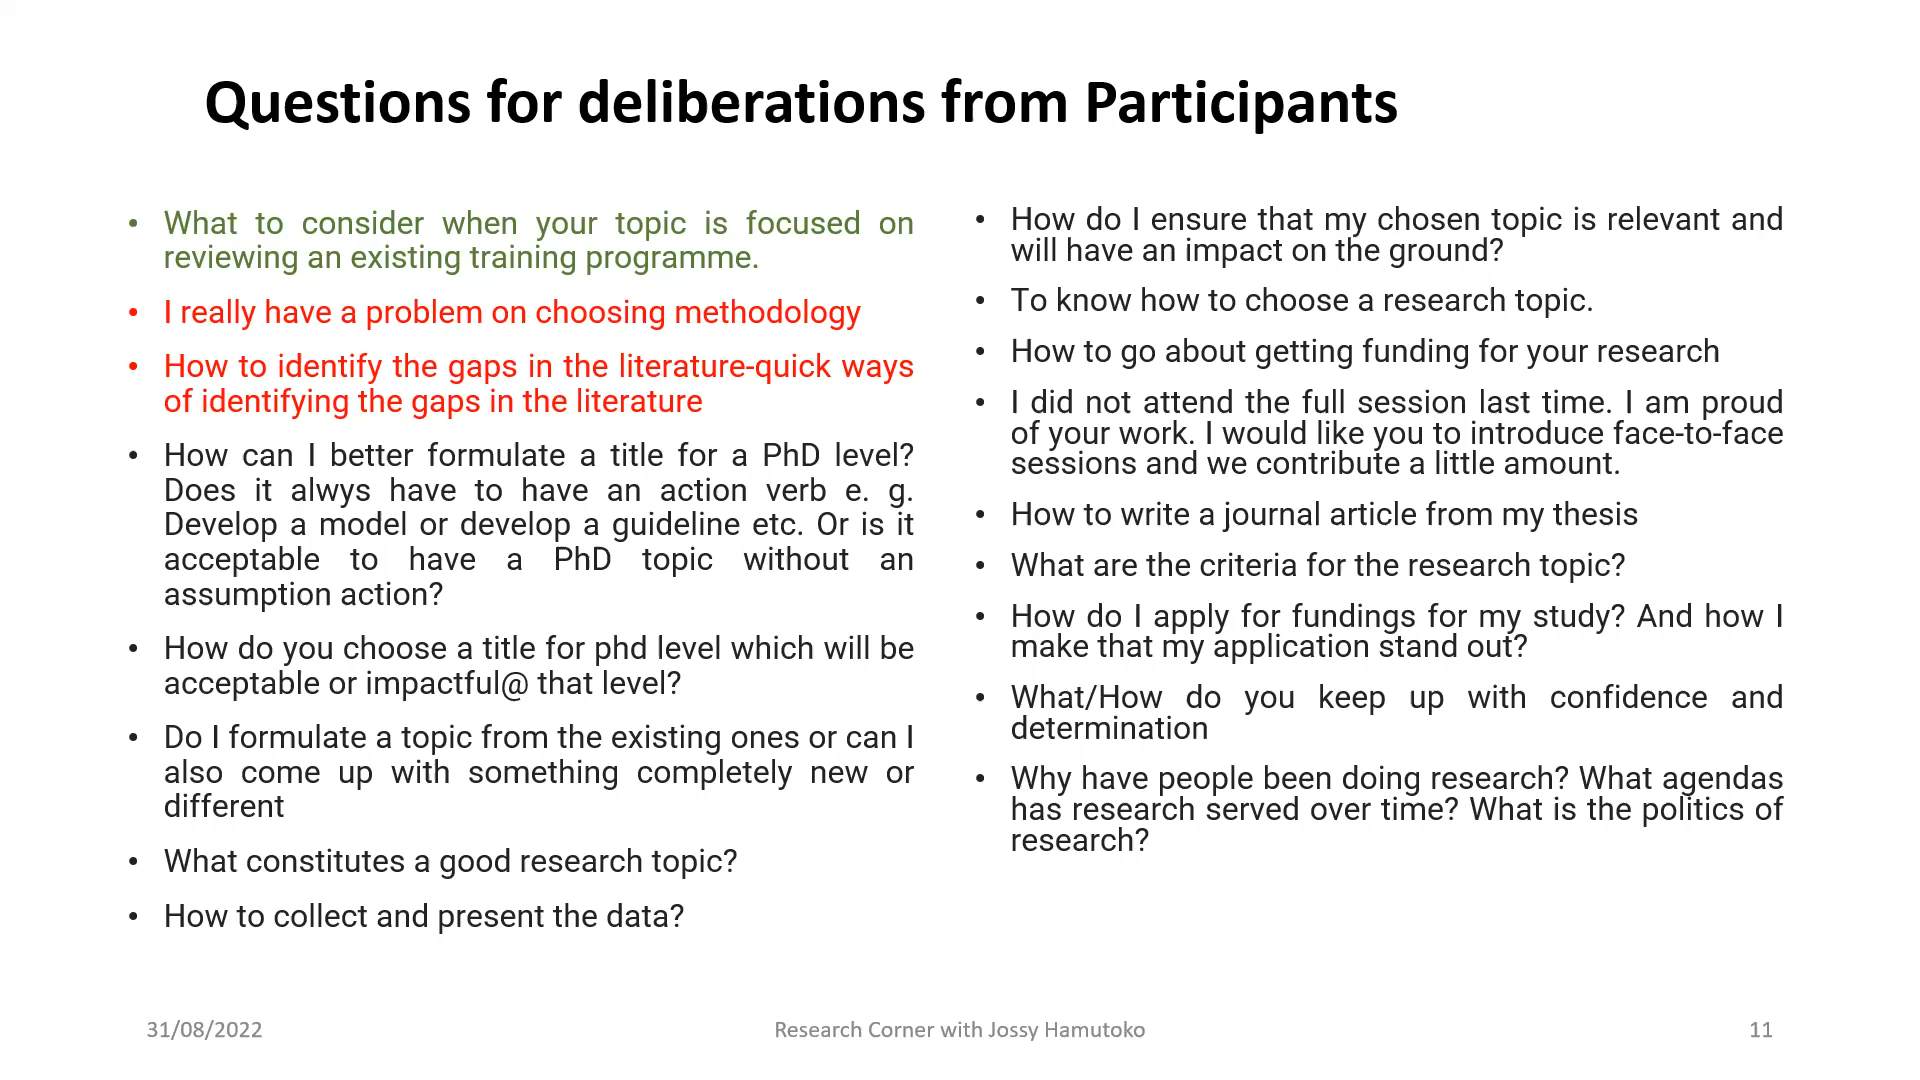 Questions for deliberations from Participants
• What to consider when your topic is focused on
reviewing an existing training programme.
• I really have a problem on choosing methodology
• How to identify the gaps in the literature-quick ways
of identifying the gaps in the literature
• How can I better formulate a title for a PhD level?
Does it alwys have to have an action verb e. g.
Develop a model or develop a guideline etc. Or is it
acceptable to have a PhD topic without an
assumption action?
• How do you choose a title for phd level which will be
acceptable or impactful@ that level?
• Do I formulate a topic from the existing ones or can I
also come up with something completely new or
different
• What constitutes a good research topic?
• How to collect and present the data?
• How do I ensure that my chosen topic is relevant and
will have an impact on the ground?
• To know how to choose a research topic.
• How to go about getting funding for your research
• I did not attend the full session last time. I am proud
of your work. I would like you to introduce face-to-face
sessions and we contribute a little amount.
• How to write a journal article from my thesis
• What are the criteria for the research topic?
• How do I apply for fundings for my study? And how I
make that my application stand out?
• What/How do you keep up with confidence and
determination
• Why have people been doing research? What agendas
has research served over time? What is the politics of
research?
31/08/2022
Research Corner with Jossy Hamutoko
11